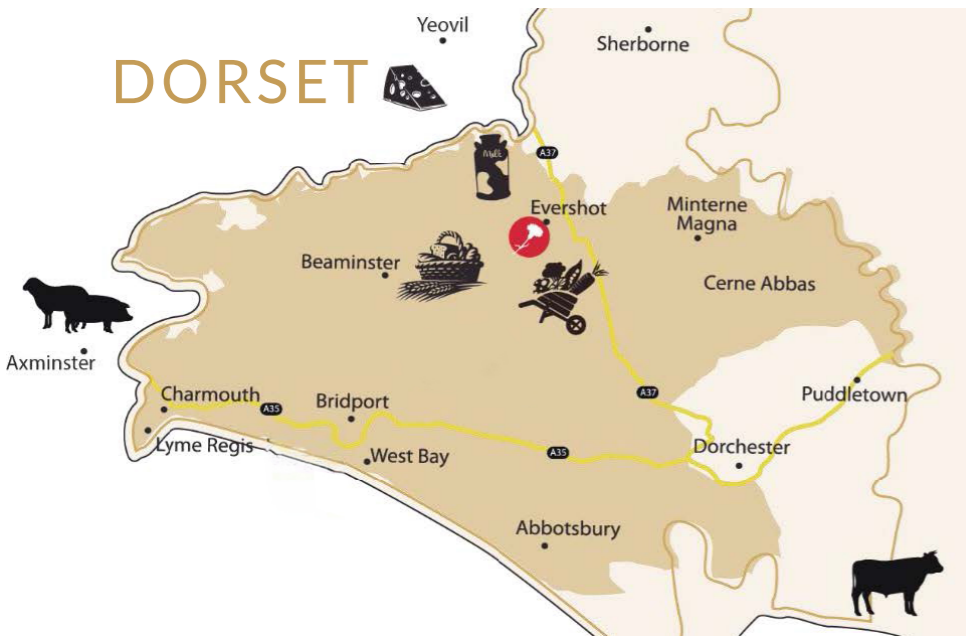 Yeovil
Sherborne
DORSET
Milk
A37
Evershot
Minterne
Magna
Beaminster
Cerne Abbas
Axminster
Charmouth
A35
Bridport
A37
Puddletown
Lyme Regis
West Bay
A35
Dorchester
Abbotsbury